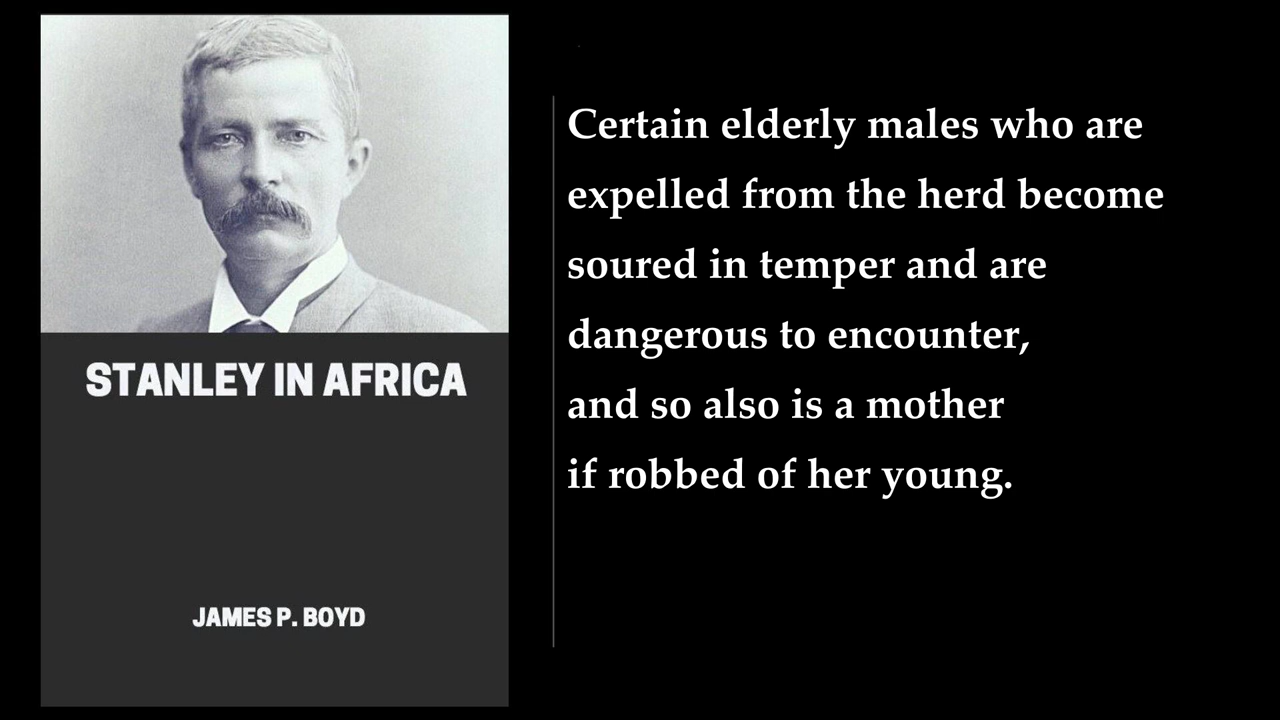 STANLEY IN AFRICA
JAMES P. BOYD
Certain elderly males who are
expelled from the herd become
soured in temper and are
dangerous to encounter,
and so also is a mother
if robbed of her young.